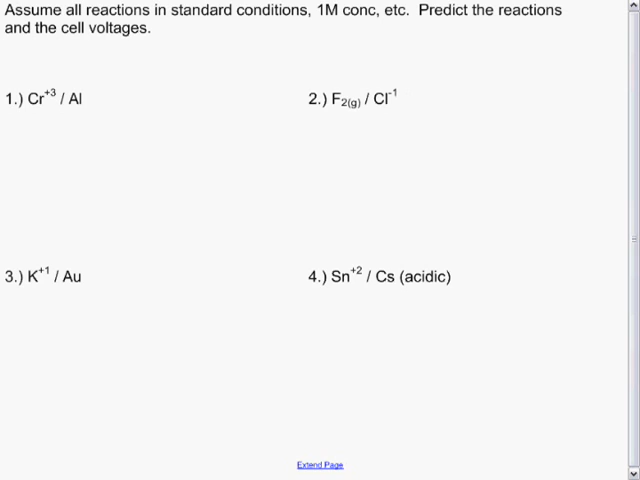 Assume all reactions in standard conditions, 1M conc, etc.  Predict the reactions
and the cell voltages.
1.) Cr⁺³ / Al
2.) F₂₍g₎ / Cl⁻¹
3.) K⁺¹ / Au
4.) Sn⁺² / Cs (acidic)
Extend Page